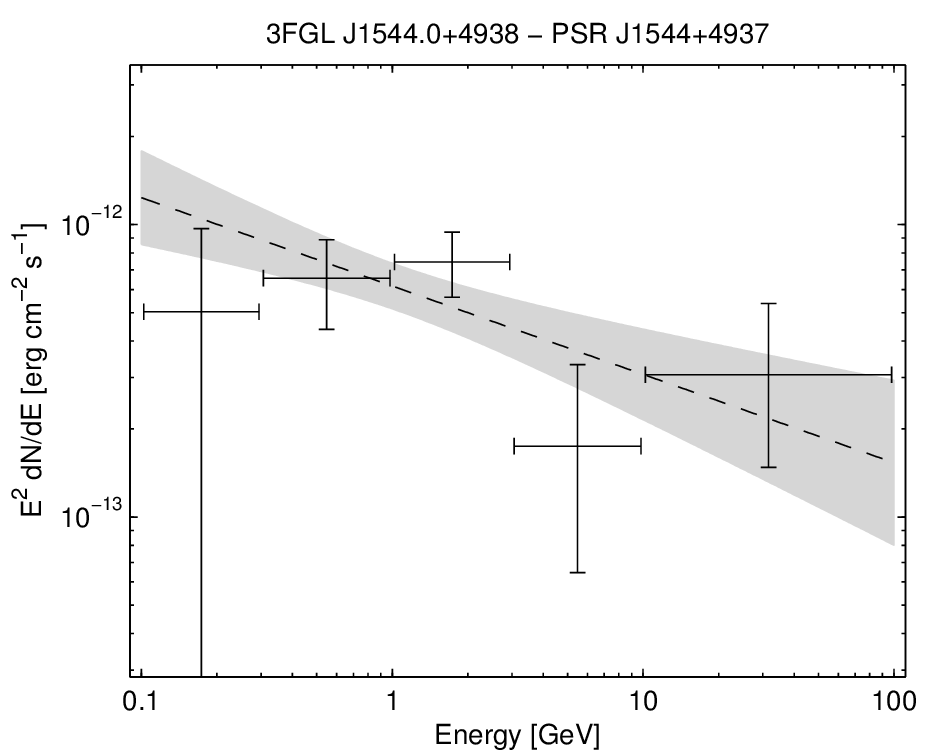 3FGL J1544.0+4938 – PSR J1544+4937
E² dN/dE [erg cm⁻² s⁻¹]
10⁻¹²
10⁻¹³
0.1 1 10 100
Energy [GeV]